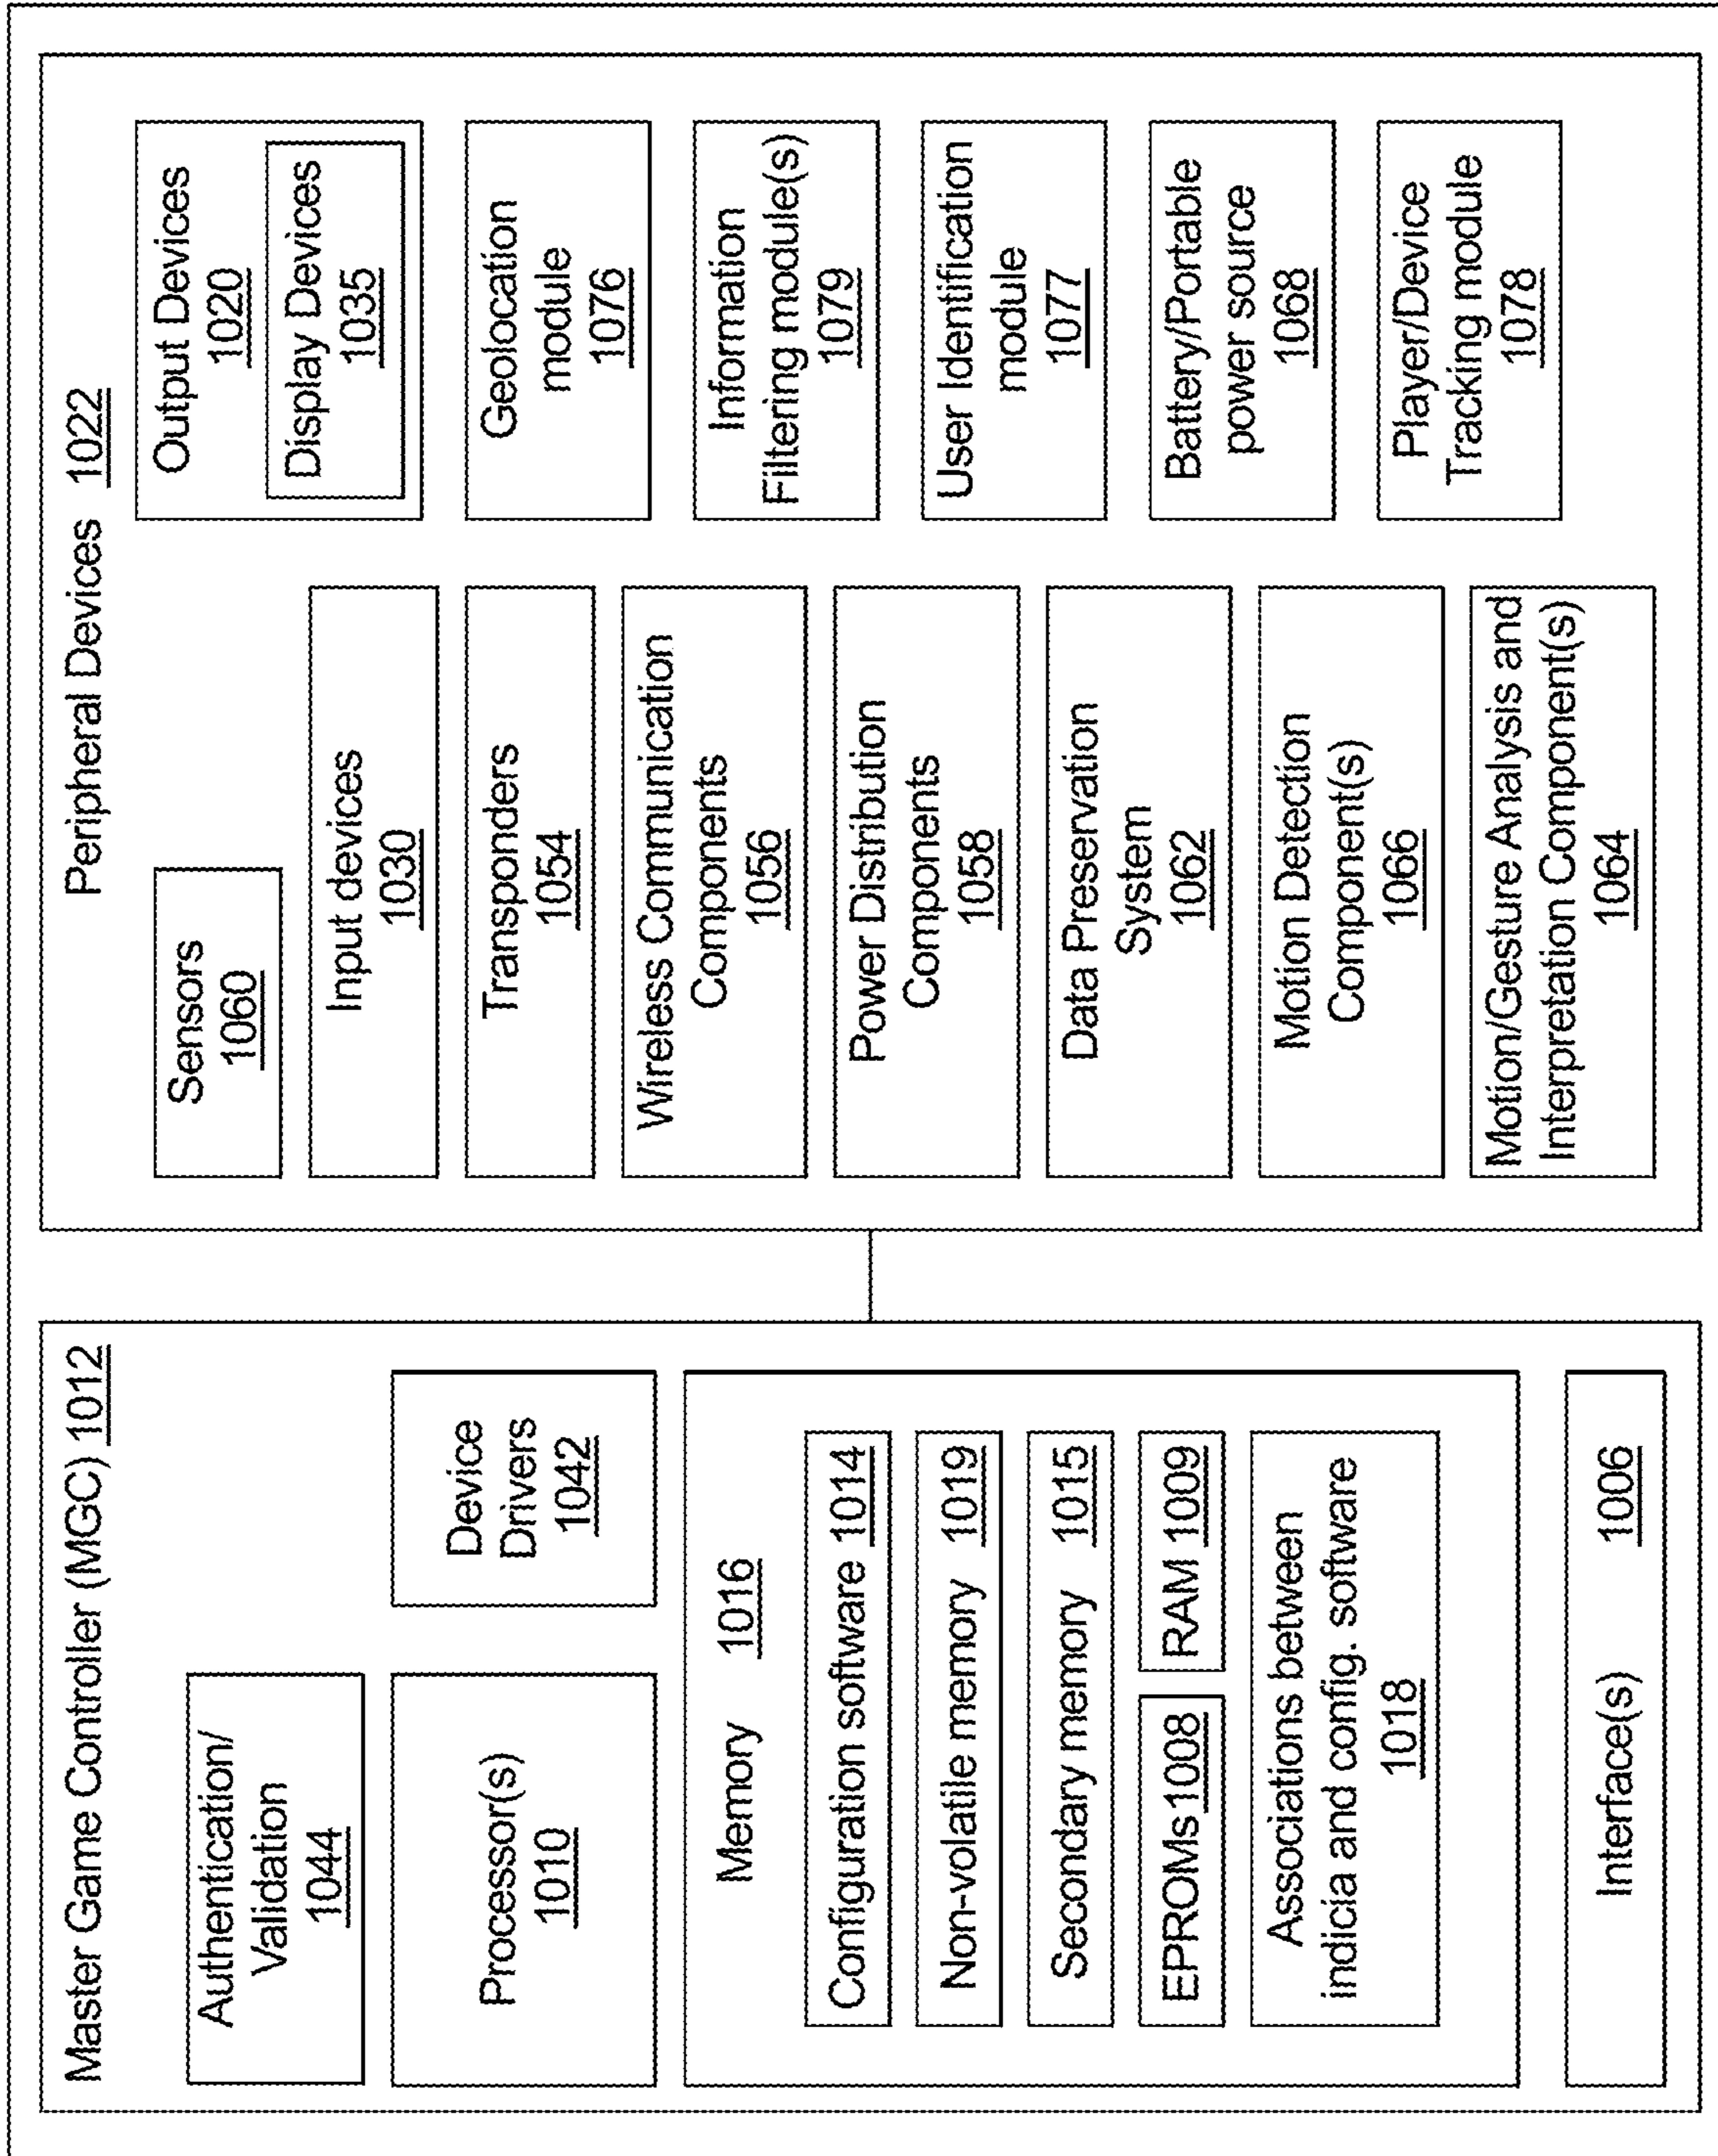 Master Game Controller (MGC) 1012
Authentication/
Validation
1044
Processor(s)
1010
Device
Drivers
1042
Memory 1016
Configuration software 1014
Non-volatile memory 1019
Secondary memory 1015
EPROMs 1008
RAM 1009
Associations between
indicia and config. software
1018
Interface(s) 1006
Peripheral Devices 1022
Sensors
1060
Input devices
1030
Transponders
1054
Wireless Communication
Components
1056
Power Distribution
Components
1058
Data Preservation
System
1062
Motion Detection
Component(s)
1066
Motion/Gesture Analysis and
Interpretation Component(s)
1064
Output Devices
1020
Display Devices
1035
Geolocation
module
1076
Information
Filtering module(s)
1079
User Identification
module
1077
Battery/Portable
power source
1068
Player/Device
Tracking module
1078